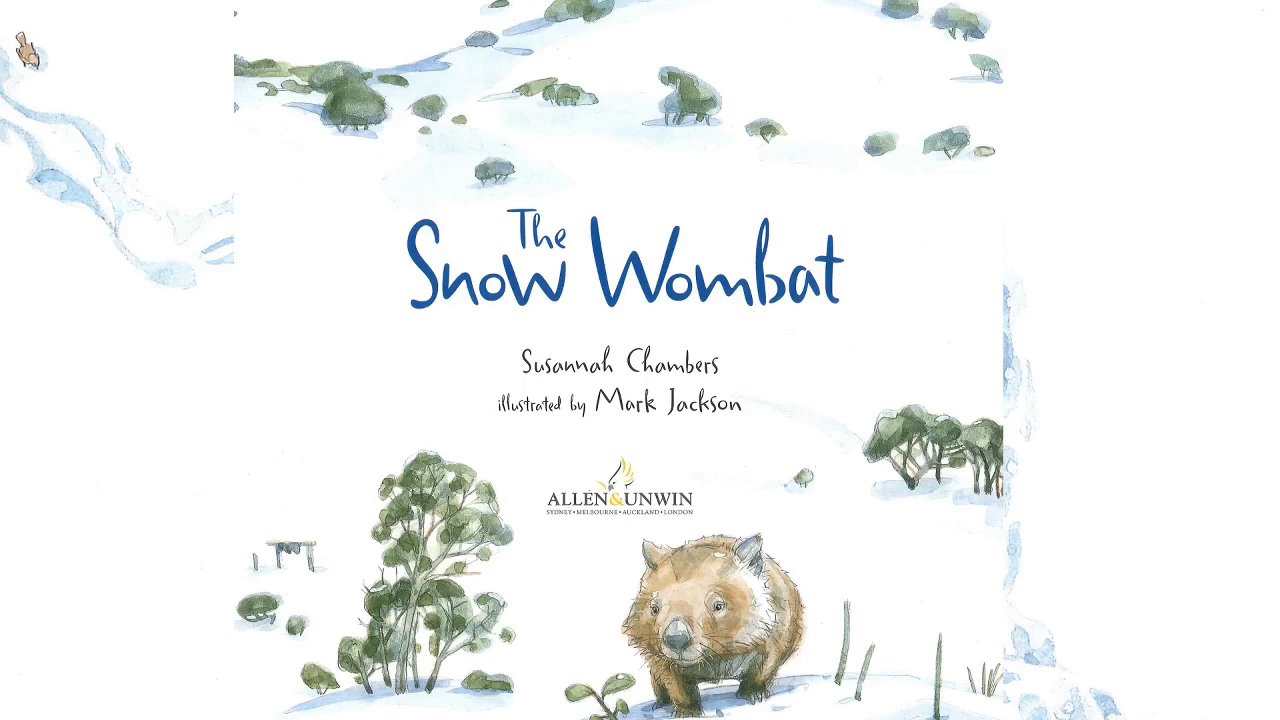 The
Snow Wombat
Susannah Chambers
illustrated by Mark Jackson
ALLEN&UNWIN
SYDNEY•MELBOURNE•AUCKLAND•LONDON